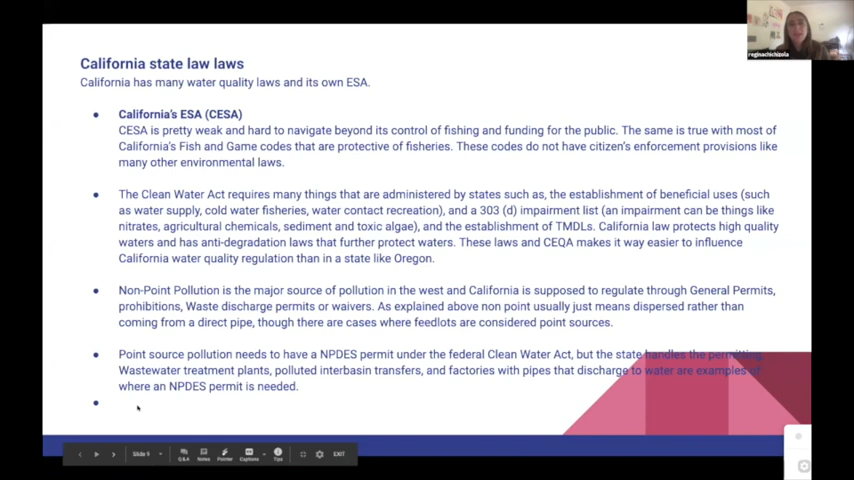 California state law laws
California has many water quality laws and its own ESA.
California's ESA (CESA)
CESA is pretty weak and hard to navigate beyond its control of fishing and funding for the public. The same is true with most of
California's Fish and Game codes that are protective of fisheries. These codes do not have citizen's enforcement provisions like
many other environmental laws.
The Clean Water Act requires many things that are administered by states such as, the establishment of beneficial uses (such
as water supply, cold water fisheries, water contact recreation), and a 303 (d) impairment list (an impairment can be things like
nitrates, agricultural chemicals, sediment and toxic algae), and the establishment of TMDLs. California law protects high quality
waters and has anti-degradation laws that further protect waters. These laws and CEQA makes it way easier to influence
California water quality regulation than in a state like Oregon.
Non-Point Pollution is the major source of pollution in the west and California is supposed to regulate through General Permits,
prohibitions, Waste discharge permits or waivers. As explained above non point usually just means dispersed rather than
coming from a direct pipe, though there are cases where feedlots are considered point sources.
Point source pollution needs to have a NPDES permit under the federal Clean Water Act, but the state handles the permitting.
Wastewater treatment plants, polluted interbasin transfers, and factories with pipes that discharge to water are examples of
where an NPDES permit is needed.
reginachichizola
Slide 9
Q&A Notes Pointer Captions Tips EXIT